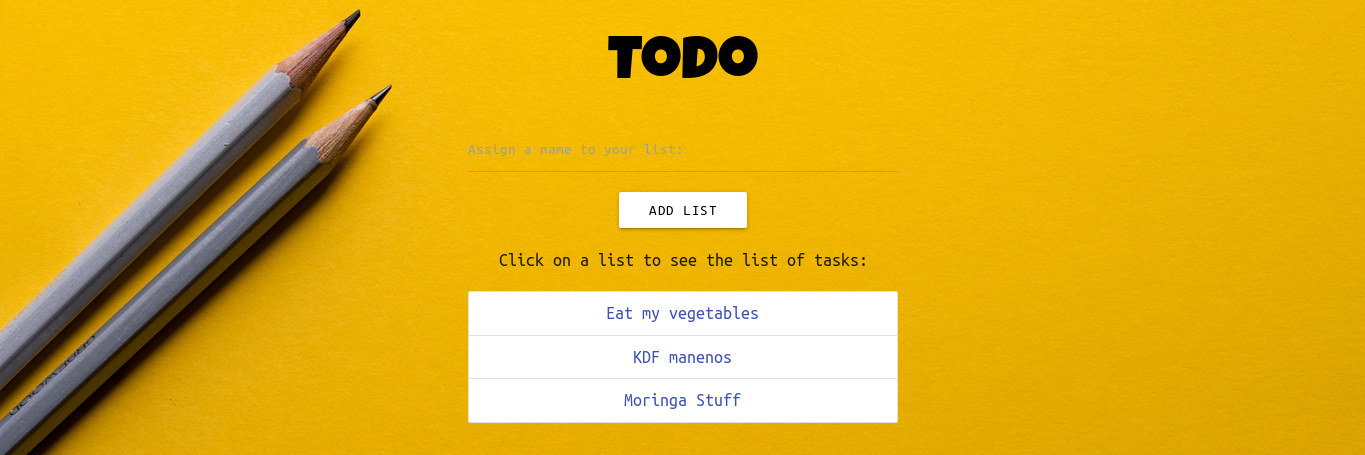 TODO
Assign a name to your list:
ADD LIST
Click on a list to see the list of tasks:
Eat my vegetables
KDF manenos
Moringa Stuff